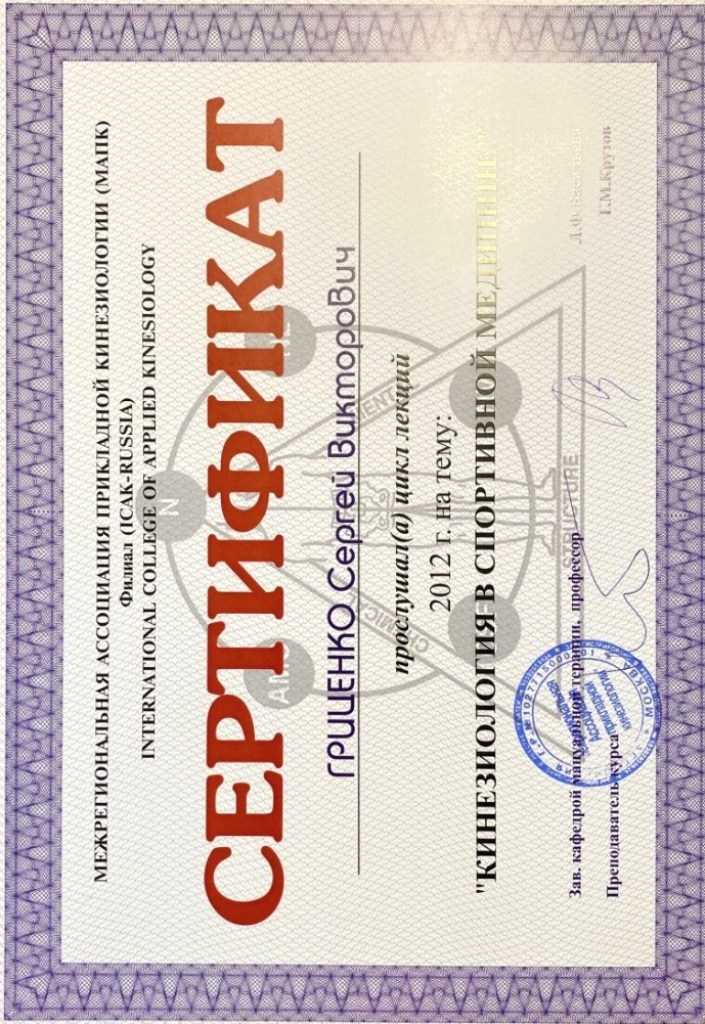 МЕЖРЕГИОНАЛЬНАЯ АССОЦИАЦИЯ ПРИКЛАДНОЙ КИНЕЗИОЛОГИИ (МАПК)
Филиал (ICAK-RUSSIA)
INTERNATIONAL COLLEGE OF APPLIED KINESIOLOGY
N
СЕРТИФИКАТ
ГРИЦЕНКО Сергей Викторович
CHEMICAL
MENTAL
прослушал(а) цикл лекций
2012 г. на тему:
"КИНЕЗИОЛОГИЯ В СПОРТИВНОЙ МЕДИЦИНЕ"
STRUCTURE
Зав. кафедрой мануальной терапии, профессор
Л.Ф.Васильева
Преподаватель курса
Г.М.Крутов
Межрегиональная
Ассоциация
прикладной
кинезиологии
МОСКВА